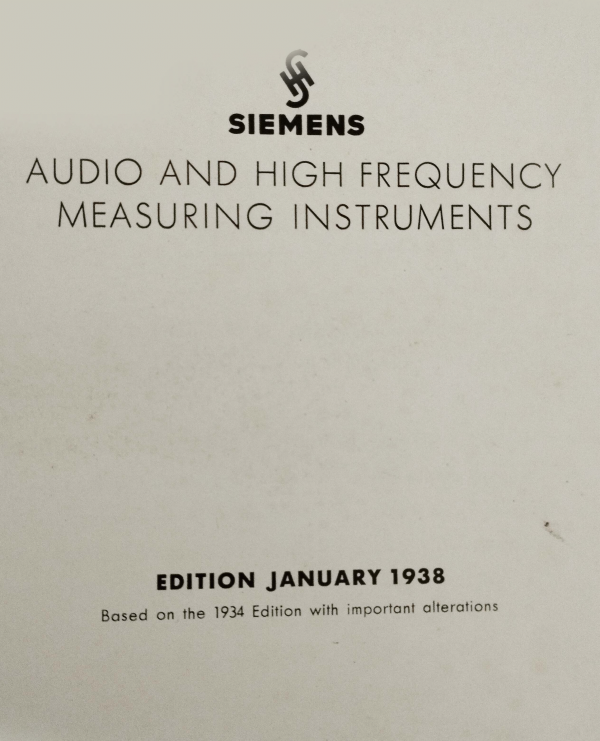 SIEMENS
AUDIO AND HIGH FREQUENCY
MEASURING INSTRUMENTS
EDITION JANUARY 1938
Based on the 1934 Edition with important alterations